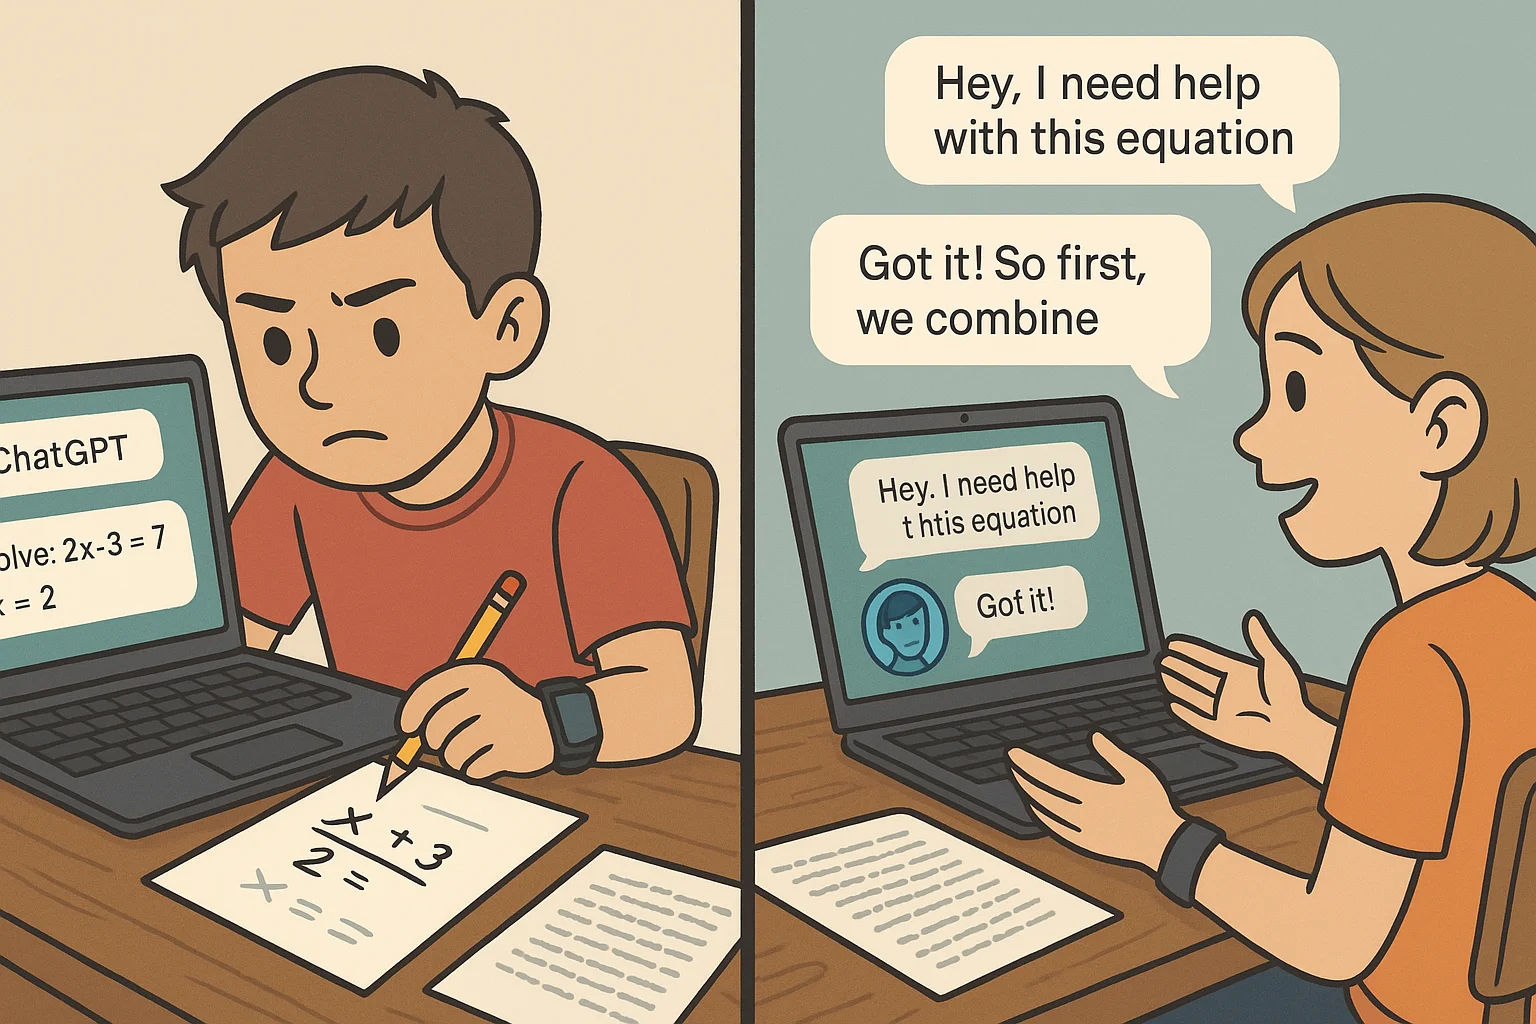 ChatGPT
olve: 2x-3 = 7
x = 2
x + 3
2 =
x = =
Hey, I need help
with this equation
Got it! So first,
we combine
Hey. I need help
t htis equation
Got it!